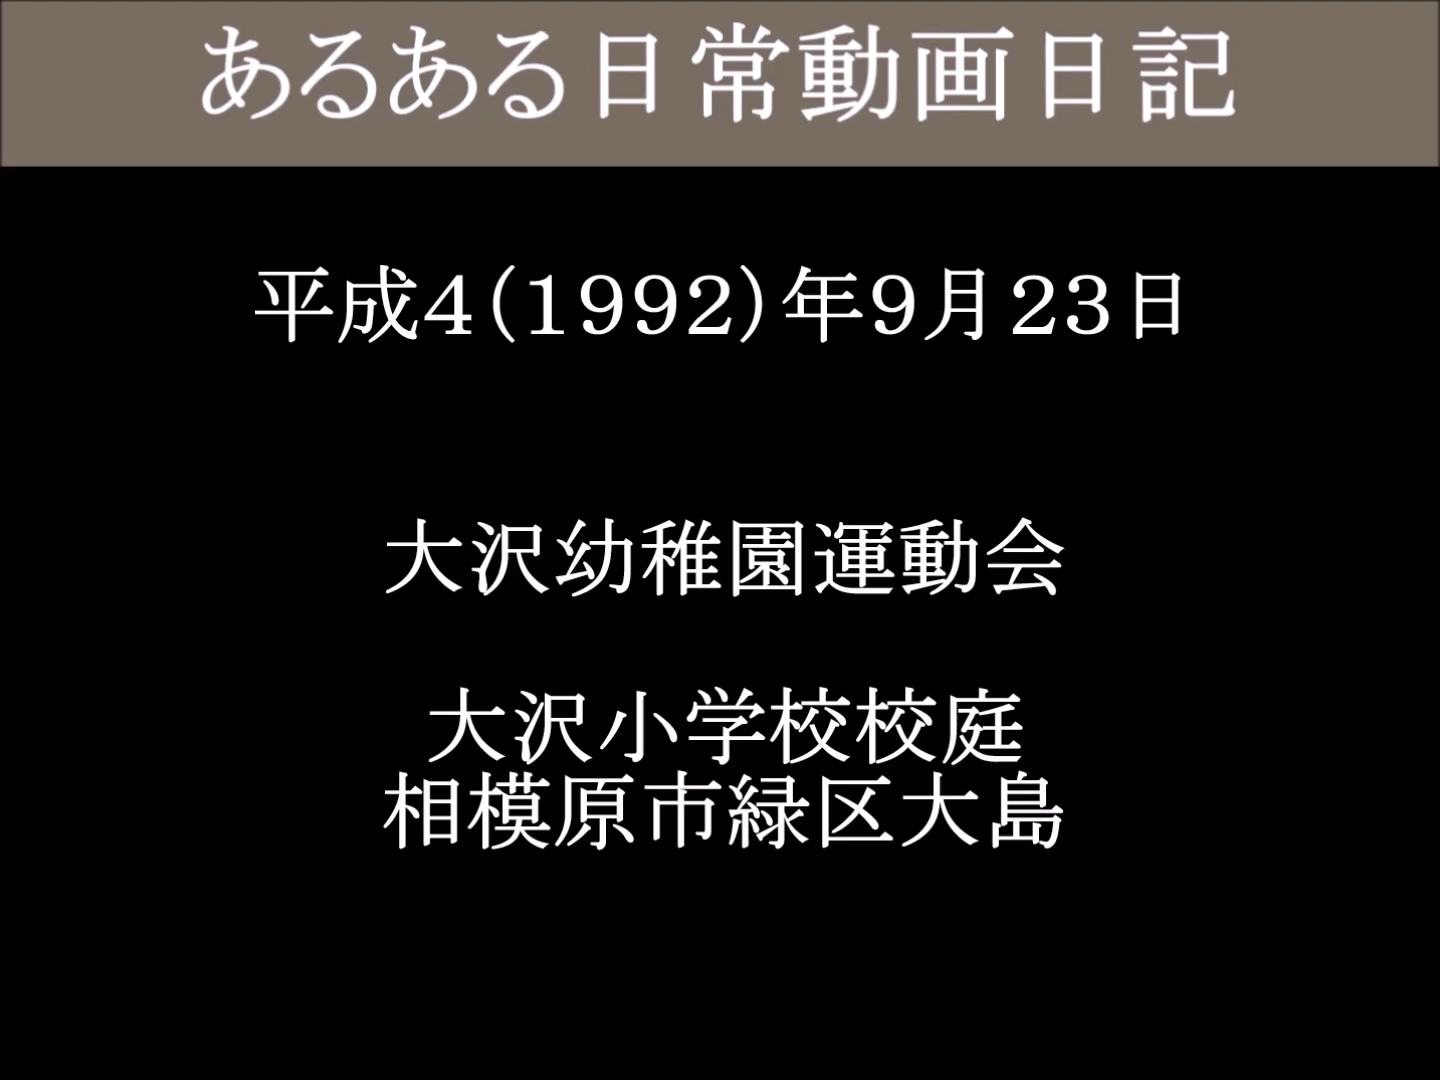 あるある日常動画日記
平成４(１９９２)年９月２３日
大沢幼稚園運動会
大沢小学校校庭
相模原市緑区大島